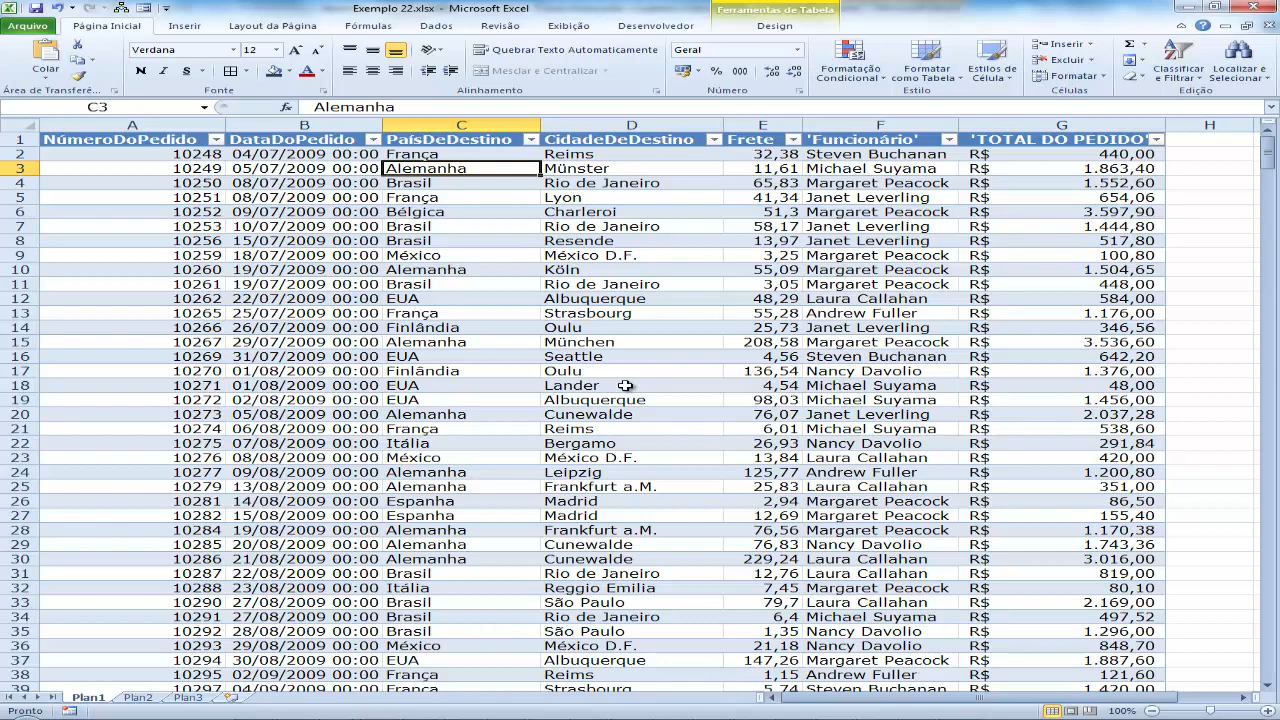 Exemplo 22.xlsx - Microsoft Excel
Ferramentas de Tabela
Arquivo Página Inicial Inserir Layout da Página Fórmulas Dados Revisão Exibição Desenvolvedor Design
Colar
Verdana 12
N I S
Quebrar Texto Automaticamente
Mesclar e Centralizar
Geral
% 000
Formatação Condicional
Formatar como Tabela
Estilos de Célula
Inserir
Excluir
Formatar
Classificar e Filtrar
Localizar e Selecionar
Área de Transferê... Fonte Alinhamento Número Estilo Células Edição
C3 fx Alemanha
A B C D E F G H
1 NúmeroDoPedido DataDoPedido PaísDeDestino CidadeDeDestino Frete 'Funcionário' 'TOTAL DO PEDIDO'
2 10248 04/07/2009 00:00 França Reims 32,38 Steven Buchanan R$ 440,00
3 10249 05/07/2009 00:00 Alemanha Münster 11,61 Michael Suyama R$ 1.863,40
4 10250 08/07/2009 00:00 Brasil Rio de Janeiro 65,83 Margaret Peacock R$ 1.552,60
5 10251 08/07/2009 00:00 França Lyon 41,34 Janet Leverling R$ 654,06
6 10252 09/07/2009 00:00 Bélgica Charleroi 51,3 Margaret Peacock R$ 3.597,90
7 10253 10/07/2009 00:00 Brasil Rio de Janeiro 58,17 Janet Leverling R$ 1.444,80
8 10256 15/07/2009 00:00 Brasil Resende 13,97 Janet Leverling R$ 517,80
9 10259 18/07/2009 00:00 México México D.F. 3,25 Margaret Peacock R$ 100,80
10 10260 19/07/2009 00:00 Alemanha Köln 55,09 Margaret Peacock R$ 1.504,65
11 10261 19/07/2009 00:00 Brasil Rio de Janeiro 3,05 Margaret Peacock R$ 448,00
12 10262 22/07/2009 00:00 EUA Albuquerque 48,29 Laura Callahan R$ 584,00
13 10265 25/07/2009 00:00 França Strasbourg 55,28 Andrew Fuller R$ 1.176,00
14 10266 26/07/2009 00:00 Finlândia Oulu 25,73 Janet Leverling R$ 346,56
15 10267 29/07/2009 00:00 Alemanha München 208,58 Margaret Peacock R$ 3.536,60
16 10269 31/07/2009 00:00 EUA Seattle 4,56 Steven Buchanan R$ 642,20
17 10270 01/08/2009 00:00 Finlândia Oulu 136,54 Nancy Davolio R$ 1.376,00
18 10271 01/08/2009 00:00 EUA Lander 4,54 Michael Suyama R$ 48,00
19 10272 02/08/2009 00:00 EUA Albuquerque 98,03 Michael Suyama R$ 1.456,00
20 10273 05/08/2009 00:00 Alemanha Cunewalde 76,07 Janet Leverling R$ 2.037,28
21 10274 06/08/2009 00:00 França Reims 6,01 Michael Suyama R$ 538,60
22 10275 07/08/2009 00:00 Itália Bergamo 26,93 Nancy Davolio R$ 291,84
23 10276 08/08/2009 00:00 México México D.F. 13,84 Laura Callahan R$ 420,00
24 10277 09/08/2009 00:00 Alemanha Leipzig 125,77 Andrew Fuller R$ 1.200,80
25 10279 13/08/2009 00:00 Alemanha Frankfurt a.M. 25,83 Laura Callahan R$ 351,00
26 10281 14/08/2009 00:00 Espanha Madrid 2,94 Margaret Peacock R$ 86,50
27 10282 15/08/2009 00:00 Espanha Madrid 12,69 Margaret Peacock R$ 155,40
28 10284 19/08/2009 00:00 Alemanha Frankfurt a.M. 76,56 Margaret Peacock R$ 1.170,38
29 10285 20/08/2009 00:00 Alemanha Cunewalde 76,83 Nancy Davolio R$ 1.743,36
30 10286 21/08/2009 00:00 Alemanha Cunewalde 229,24 Laura Callahan R$ 3.016,00
31 10287 22/08/2009 00:00 Brasil Rio de Janeiro 12,76 Laura Callahan R$ 819,00
32 10288 23/08/2009 00:00 Itália Reggio Emilia 7,45 Margaret Peacock R$ 80,10
33 10290 27/08/2009 00:00 Brasil São Paulo 79,7 Laura Callahan R$ 2.169,00
34 10291 27/08/2009 00:00 Brasil Rio de Janeiro 6,4 Michael Suyama R$ 497,52
35 10292 28/08/2009 00:00 Brasil São Paulo 1,35 Nancy Davolio R$ 1.296,00
36 10293 29/08/2009 00:00 México México D.F. 21,18 Nancy Davolio R$ 848,70
37 10294 30/08/2009 00:00 EUA Albuquerque 147,26 Margaret Peacock R$ 1.887,60
38 10295 02/09/2009 00:00 França Reims 1,15 Andrew Fuller R$ 121,60
39 10297 04/09/2009 00:00 França Strasbourg 5,74 Steven Buchanan R$ 1.420,00
Plan1 Plan2 Plan3
Pronto 100%